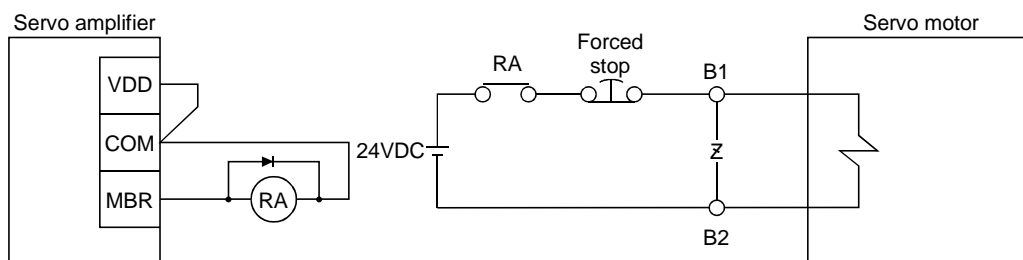 Servo amplifier
VDD
COM
MBR
RA
24VDC
RA
Forced
stop
B1
Z
B2
Servo motor